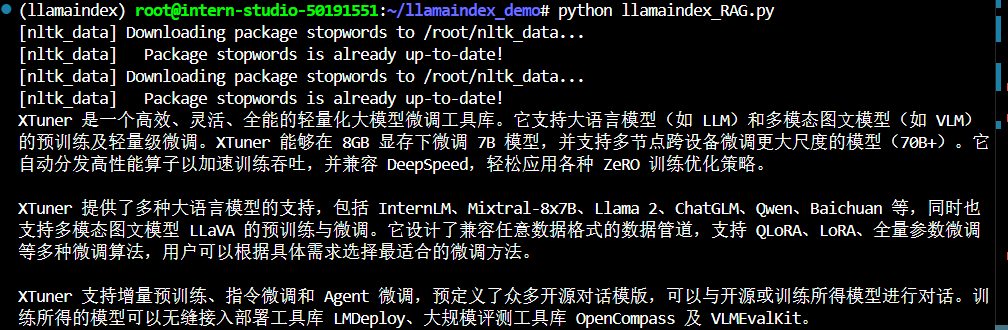 (llamaindex) root@intern-studio-50191551:~/llamaindex_demo# python llamaindex_RAG.py
[nltk_data] Downloading package stopwords to /root/nltk_data...
[nltk_data]   Package stopwords is already up-to-date!
[nltk_data] Downloading package stopwords to /root/nltk_data...
[nltk_data]   Package stopwords is already up-to-date!
XTuner 是一个高效、灵活、全能的轻量化大模型微调工具库。它支持大语言模型（如 LLM）和多模态图文模型（如 VLM）
的预训练及轻量级微调。XTuner 能够在 8GB 显存下微调 7B 模型，并支持多节点跨设备微调更大尺度的模型（70B+）。它
自动分发高性能算子以加速训练吞吐，并兼容 DeepSpeed，轻松应用各种 ZeRO 训练优化策略。

XTuner 提供了多种大语言模型的支持，包括 InternLM、Mixtral-8x7B、Llama 2、ChatGLM、Qwen、Baichuan 等，同时也
支持多模态图文模型 LLaVA 的预训练与微调。它设计了兼容任意数据格式的数据管道，支持 QLoRA、LoRA、全量参数微调
等多种微调算法，用户可以根据具体需求选择最适合的微调方法。

XTuner 支持增量预训练、指令微调和 Agent 微调，预定义了众多开源对话模版，可以与开源或训练所得模型进行对话。训
练所得的模型可以无缝接入部署工具库 LMDeploy、大规模评测工具库 OpenCompass 及 VLMEvalKit。